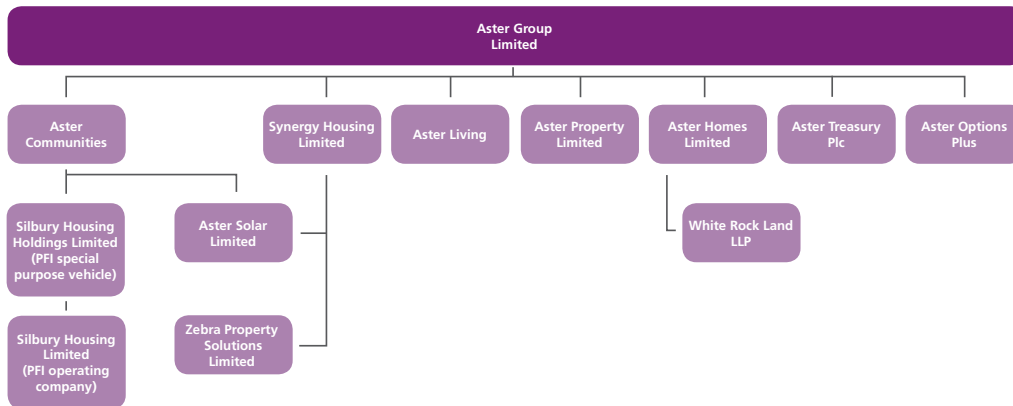 Aster Group
Limited
Aster
Communities
Synergy Housing
Limited
Aster Living
Aster Property
Limited
Aster Homes
Limited
Aster Treasury
Plc
Aster Options
Plus
Silbury Housing
Holdings Limited
(PFI special
purpose vehicle)
Aster Solar
Limited
White Rock Land
LLP
Silbury Housing
Limited
(PFI operating
company)
Zebra Property
Solutions
Limited